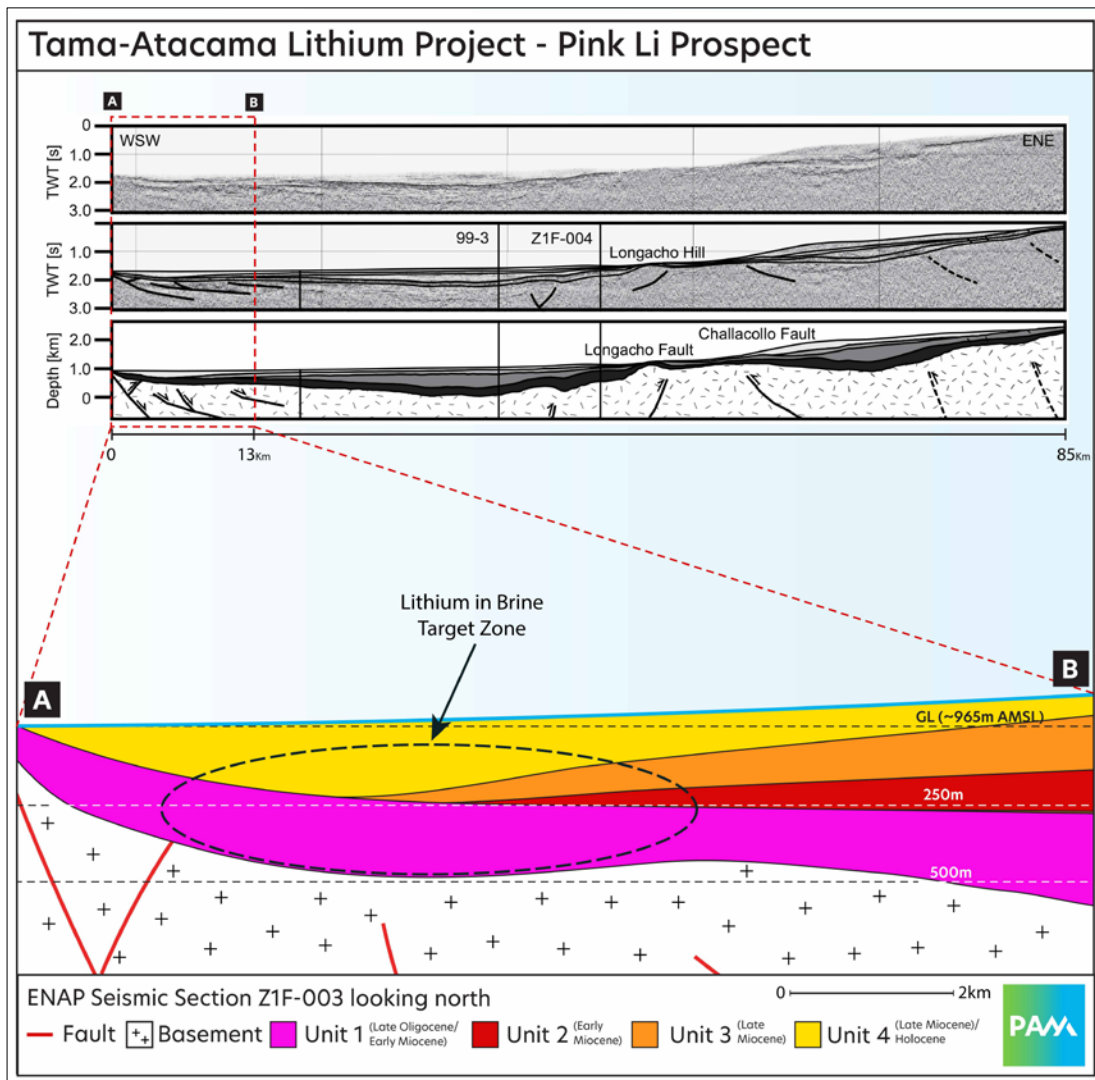 Tama-Atacama Lithium Project - Pink Li Prospect
A
B
0
WSW
ENE
TWT [s]
1.0
2.0
3.0
99-3
Z1F-004
Longacho Hill
TWT [s]
1.0
2.0
3.0
Challacollo Fault
Longacho Fault
Depth [km]
2.0
1.0
0
0
13Km
85Km
Lithium in Brine
Target Zone
A
B
GL (~965m AMSL)
250m
500m
ENAP Seismic Section Z1F-003 looking north
0
2km
Fault
Basement
Unit 1 (Late Oligocene/
Early Miocene)
Unit 2 (Early
Miocene)
Unit 3 (Late
Miocene)
Unit 4 (Late Miocene)/
Holocene
PAM